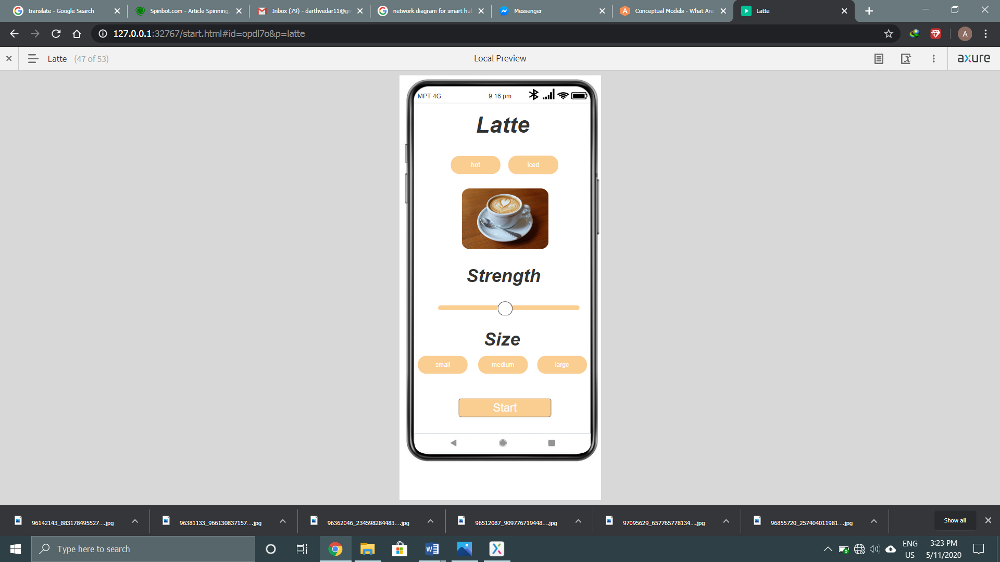 translate - Google Search
Spinbot.com - Article Spinning,
Inbox (79) - darthvedar11@gm
network diagram for smart hu
Messenger
Conceptual Models - What Are
Latte
127.0.0.1:32767/start.html#id=opdl7o&p=latte
A
Latte (47 of 53)
Local Preview
axure
MPT 4G
9:16 pm
Latte
hot
iced
Strength
Size
small
medium
large
Start
96142143_883178495527....jpg
96381133_966130837157....jpg
96362046_234598284483....jpg
96512087_909776719448....jpg
97095629_657765778134....jpg
96855720_257404011981....jpg
Show all
Type here to search
ENG
US
3:23 PM
5/11/2020